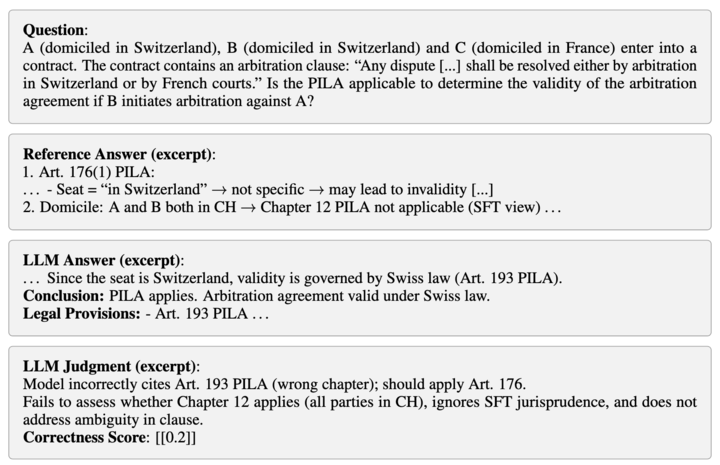 Question:
A (domiciled in Switzerland), B (domiciled in Switzerland) and C (domiciled in France) enter into a
contract. The contract contains an arbitration clause: “Any dispute [...] shall be resolved either by arbitration
in Switzerland or by French courts.” Is the PILA applicable to determine the validity of the arbitration
agreement if B initiates arbitration against A?
Reference Answer (excerpt):
1. Art. 176(1) PILA:
... - Seat = “in Switzerland” → not specific → may lead to invalidity [...]
2. Domicile: A and B both in CH → Chapter 12 PILA not applicable (SFT view) ...
LLM Answer (excerpt):
... Since the seat is Switzerland, validity is governed by Swiss law (Art. 193 PILA).
Conclusion: PILA applies. Arbitration agreement valid under Swiss law.
Legal Provisions: - Art. 193 PILA ...
LLM Judgment (excerpt):
Model incorrectly cites Art. 193 PILA (wrong chapter); should apply Art. 176.
Fails to assess whether Chapter 12 applies (all parties in CH), ignores SFT jurisprudence, and does not
address ambiguity in clause.
Correctness Score: [[0.2]]